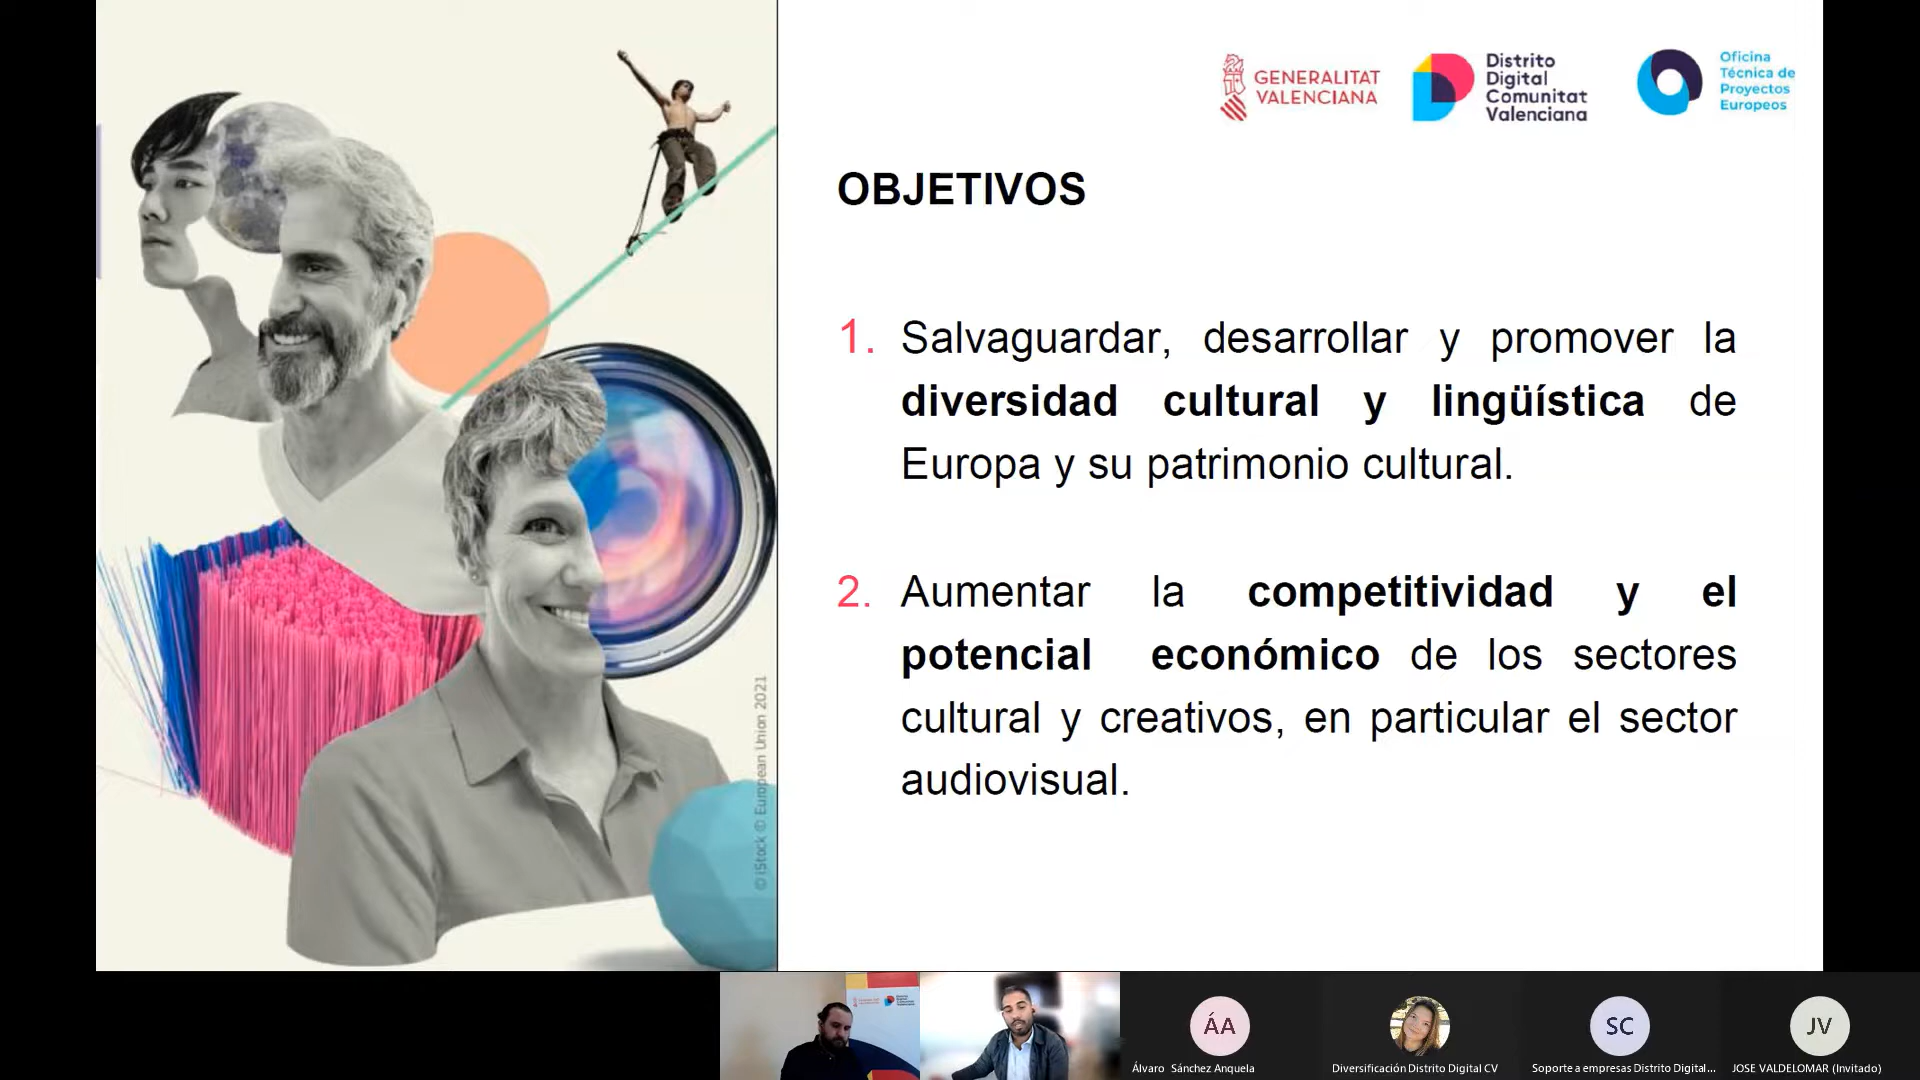 GENERALITAT
VALENCIANA
Distrito
Digital
Comunitat
Valenciana
Oficina
Técnica de
Proyectos
Europeos
OBJETIVOS
1. Salvaguardar, desarrollar y promover la
diversidad cultural y lingüística de
Europa y su patrimonio cultural.
2. Aumentar la competitividad y el
potencial económico de los sectores
cultural y creativos, en particular el sector
audiovisual.
© iStock © European Union 2021
ÁA
SC
JV
Álvaro Sánchez Anquela
Diversificación Distrito Digital CV
Soporte a empresas Distrito Digital...
JOSE VALDELOMAR (Invitado)